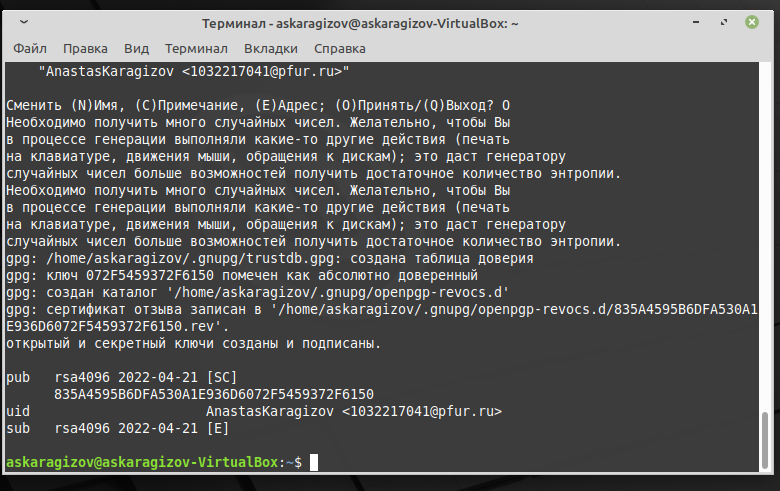 Терминал - askaragizov@askaragizov-VirtualBox: ~
Файл Правка Вид Терминал Вкладки Справка
"AnastasKaragizov <1032217041@pfur.ru>"
Сменить (N)Имя, (C)Примечание, (E)Адрес; (O)Принять/(Q)Выход? O
Необходимо получить много случайных чисел. Желательно, чтобы Вы
в процессе генерации выполняли какие-то другие действия (печать
на клавиатуре, движения мыши, обращения к дискам); это даст генератору
случайных чисел больше возможностей получить достаточное количество энтропии.
Необходимо получить много случайных чисел. Желательно, чтобы Вы
в процессе генерации выполняли какие-то другие действия (печать
на клавиатуре, движения мыши, обращения к дискам); это даст генератору
случайных чисел больше возможностей получить достаточное количество энтропии.
gpg: /home/askaragizov/.gnupg/trustdb.gpg: создана таблица доверия
gpg: ключ 072F5459372F6150 помечен как абсолютно доверенный
gpg: создан каталог '/home/askaragizov/.gnupg/openpgp-revocs.d'
gpg: сертификат отзыва записан в '/home/askaragizov/.gnupg/openpgp-revocs.d/835A4595B6DFA530A1
E936D6072F5459372F6150.rev'.
открытый и секретный ключи созданы и подписаны.
pub rsa4096 2022-04-21 [SC]
835A4595B6DFA530A1E936D6072F5459372F6150
uid AnastasKaragizov <1032217041@pfur.ru>
sub rsa4096 2022-04-21 [E]
askaragizov@askaragizov-VirtualBox:~$